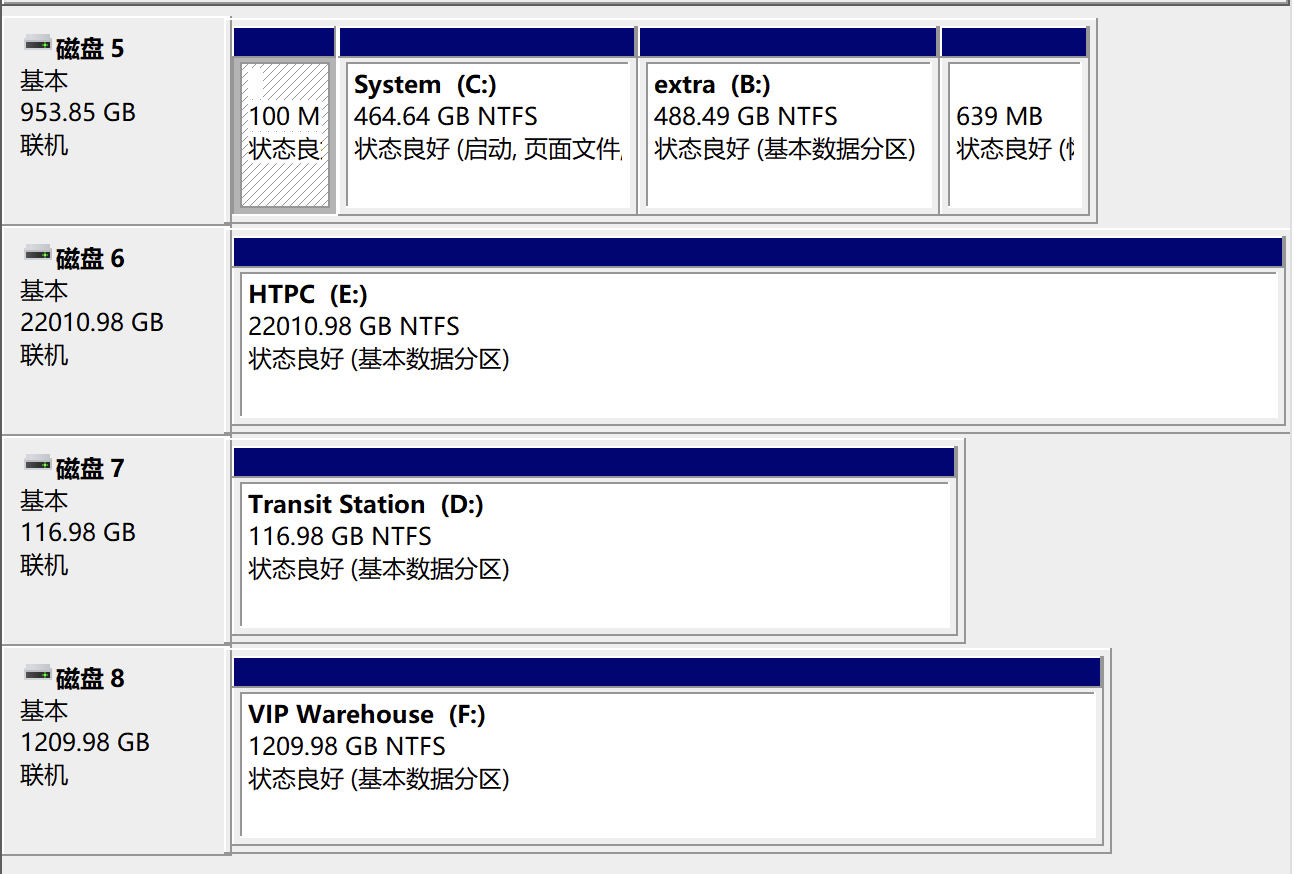 磁盘 5
基本
953.85 GB
联机
100 M
状态良
System (C:)
464.64 GB NTFS
状态良好 (启动, 页面文件,
extra (B:)
488.49 GB NTFS
状态良好 (基本数据分区)
639 MB
状态良好 (
磁盘 6
基本
22010.98 GB
联机
HTPC (E:)
22010.98 GB NTFS
状态良好 (基本数据分区)
磁盘 7
基本
116.98 GB
联机
Transit Station (D:)
116.98 GB NTFS
状态良好 (基本数据分区)
磁盘 8
基本
1209.98 GB
联机
VIP Warehouse (F:)
1209.98 GB NTFS
状态良好 (基本数据分区)